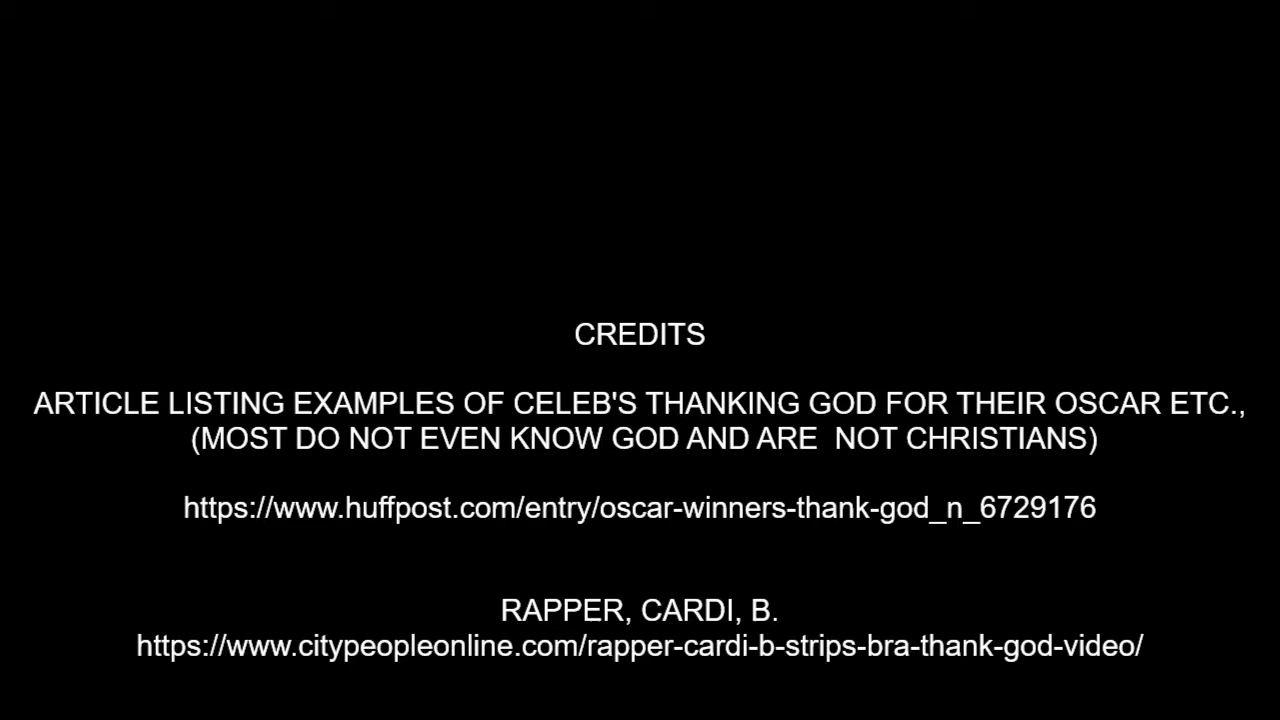 CREDITS
ARTICLE LISTING EXAMPLES OF CELEB'S THANKING GOD FOR THEIR OSCAR ETC.,
(MOST DO NOT EVEN KNOW GOD AND ARE  NOT CHRISTIANS)
https://www.huffpost.com/entry/oscar-winners-thank-god_n_6729176
RAPPER, CARDI, B.
https://www.citypeopleonline.com/rapper-cardi-b-strips-bra-thank-god-video/